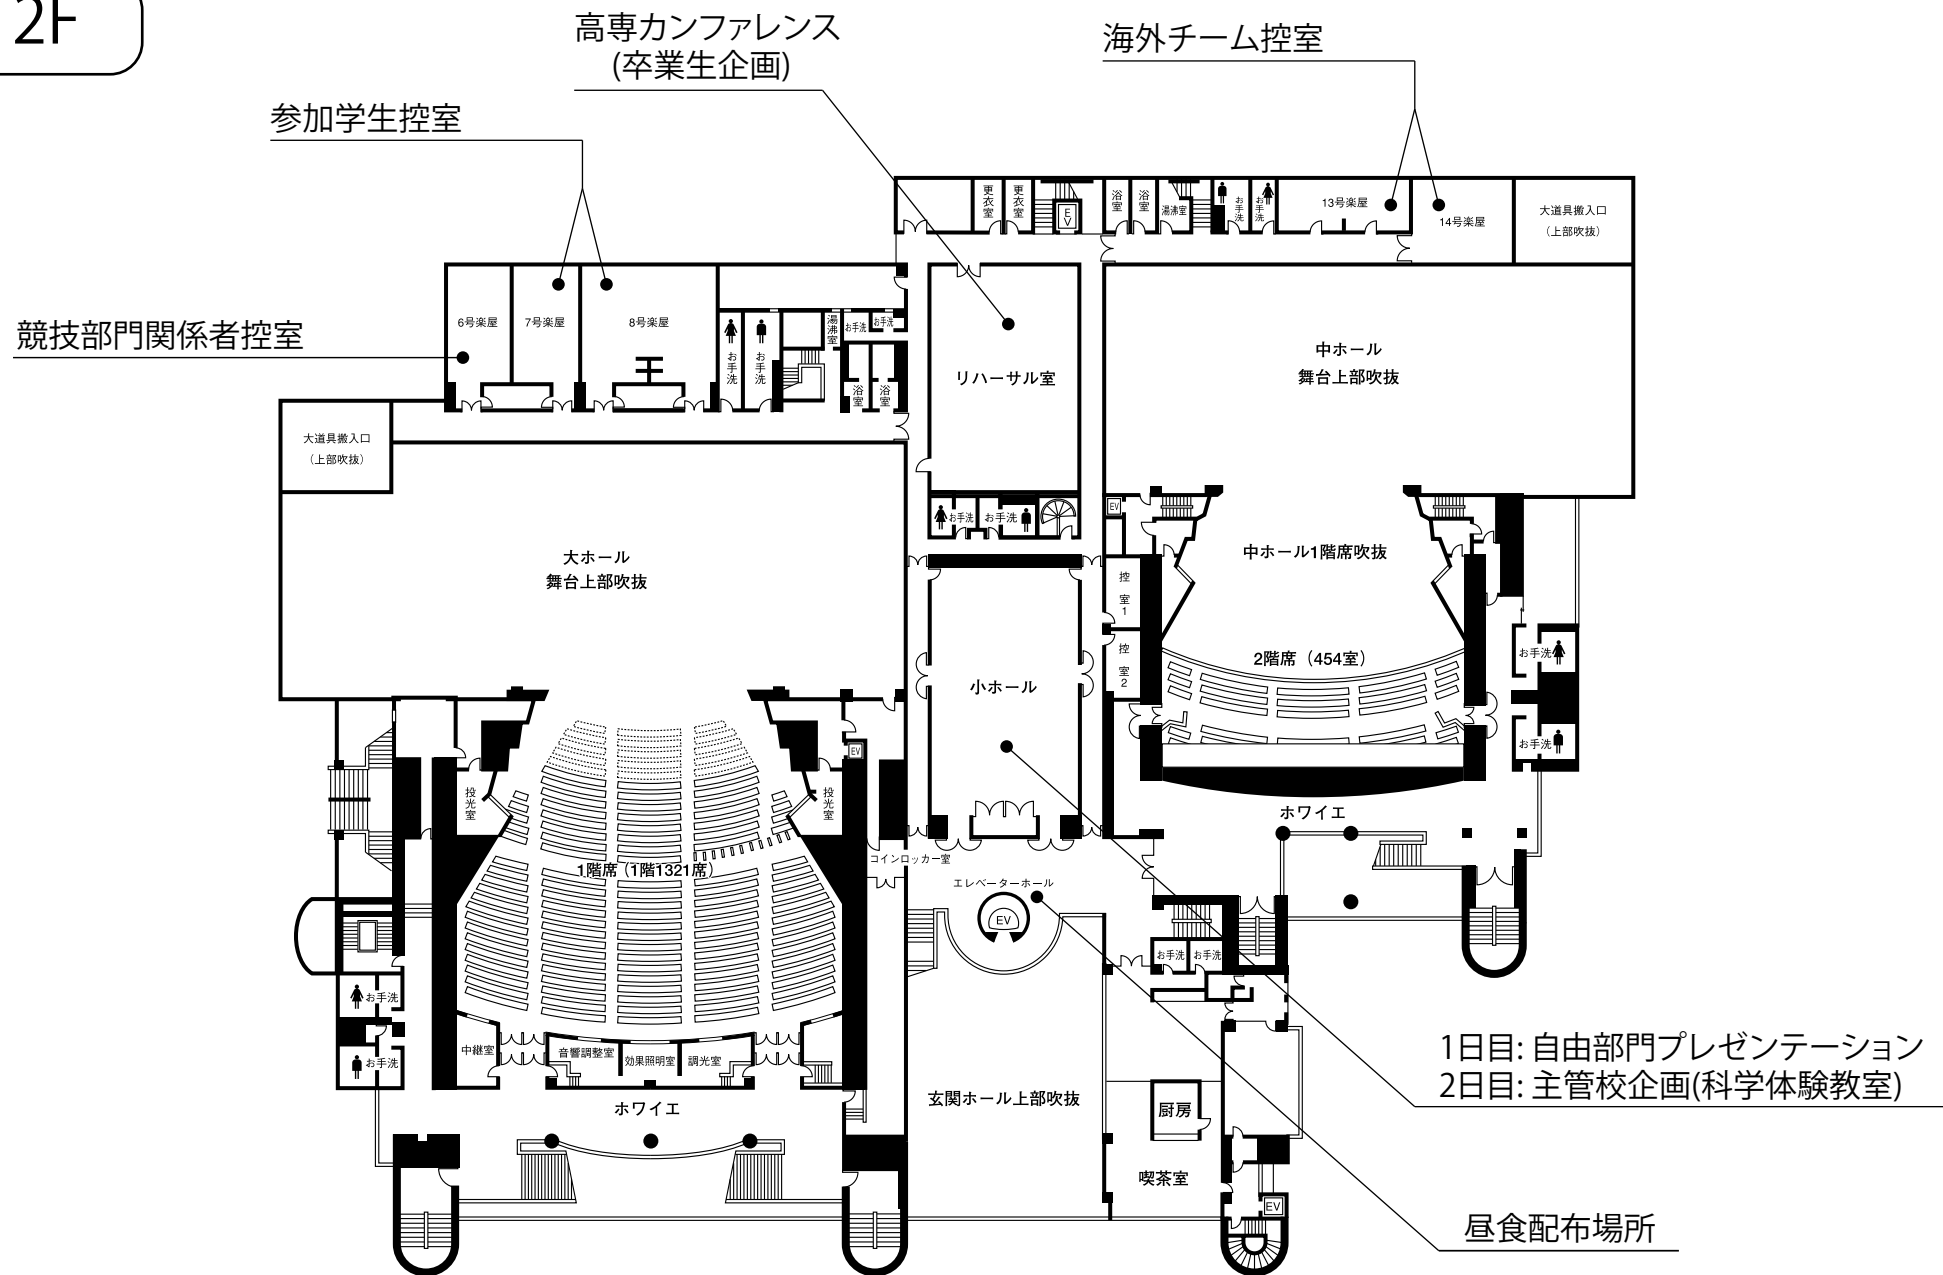 2F
高専カンファレンス
(卒業生企画)
海外チーム控室
参加学生控室
競技部門関係者控室
更衣室
更衣室
EV
浴室
浴室
湯沸室
お手洗
お手洗
13号楽屋
14号楽屋
大道具搬入口
(上部吹抜)
6号楽屋
7号楽屋
8号楽屋
お手洗
お手洗
湯沸室
お手洗
お手洗
浴室
浴室
リハーサル室
中ホール
舞台上部吹抜
大道具搬入口
(上部吹抜)
お手洗
お手洗
EV
大ホール
舞台上部吹抜
中ホール1階席吹抜
控室1
控室2
2階席 (454室)
お手洗
お手洗
小ホール
EV
投光室
投光室
ホワイエ
コインロッカー室
1階席 (1階1321席)
エレベーターホール
EV
お手洗
お手洗
お手洗
お手洗
中継室
音響調整室
効果照明室
調光室
ホワイエ
玄関ホール上部吹抜
厨房
喫茶室
EV
1日目: 自由部門プレゼンテーション
2日目: 主管校企画(科学体験教室)
昼食配布場所